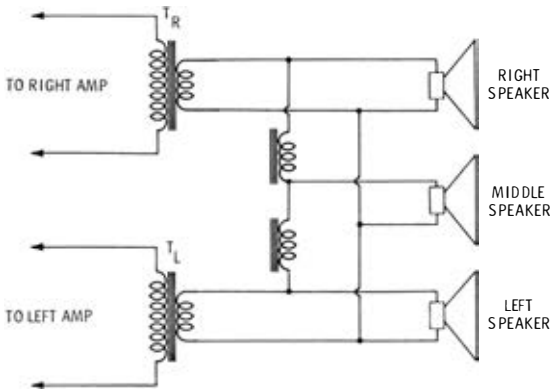 T_R
TO RIGHT AMP
RIGHT
SPEAKER
MIDDLE
SPEAKER
T_L
TO LEFT AMP
LEFT
SPEAKER